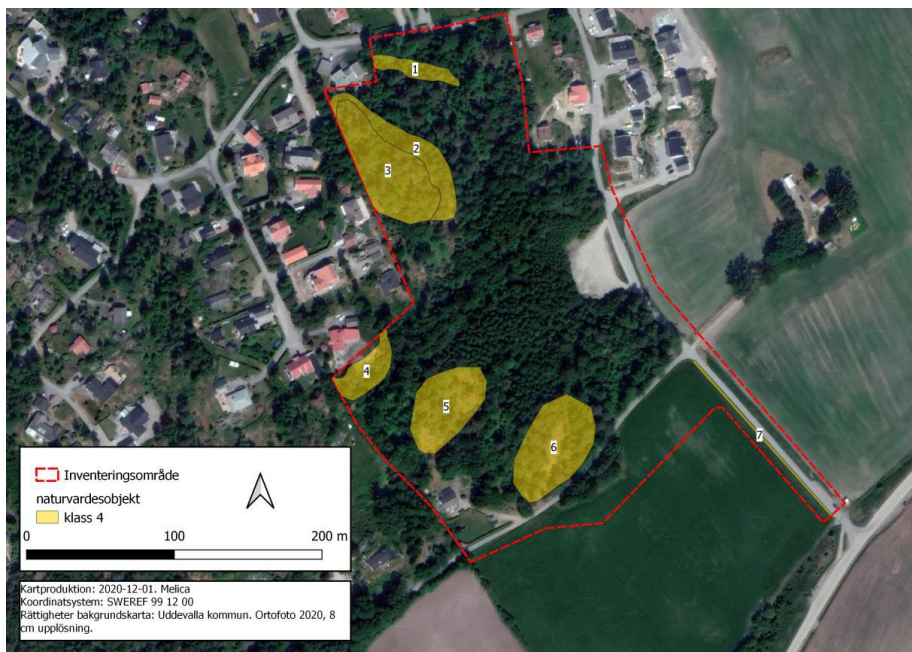 1
2
3
4
5
6
7
Inventeringsområde
naturvardesobjekt
klass 4
0 100 200 m
Kartproduktion: 2020-12-01. Melica
Koordinatsystem: SWEREF 99 12 00
Rättigheter bakgrundskarta: Uddevalla kommun. Ortofoto 2020, 8
cm upplösning.